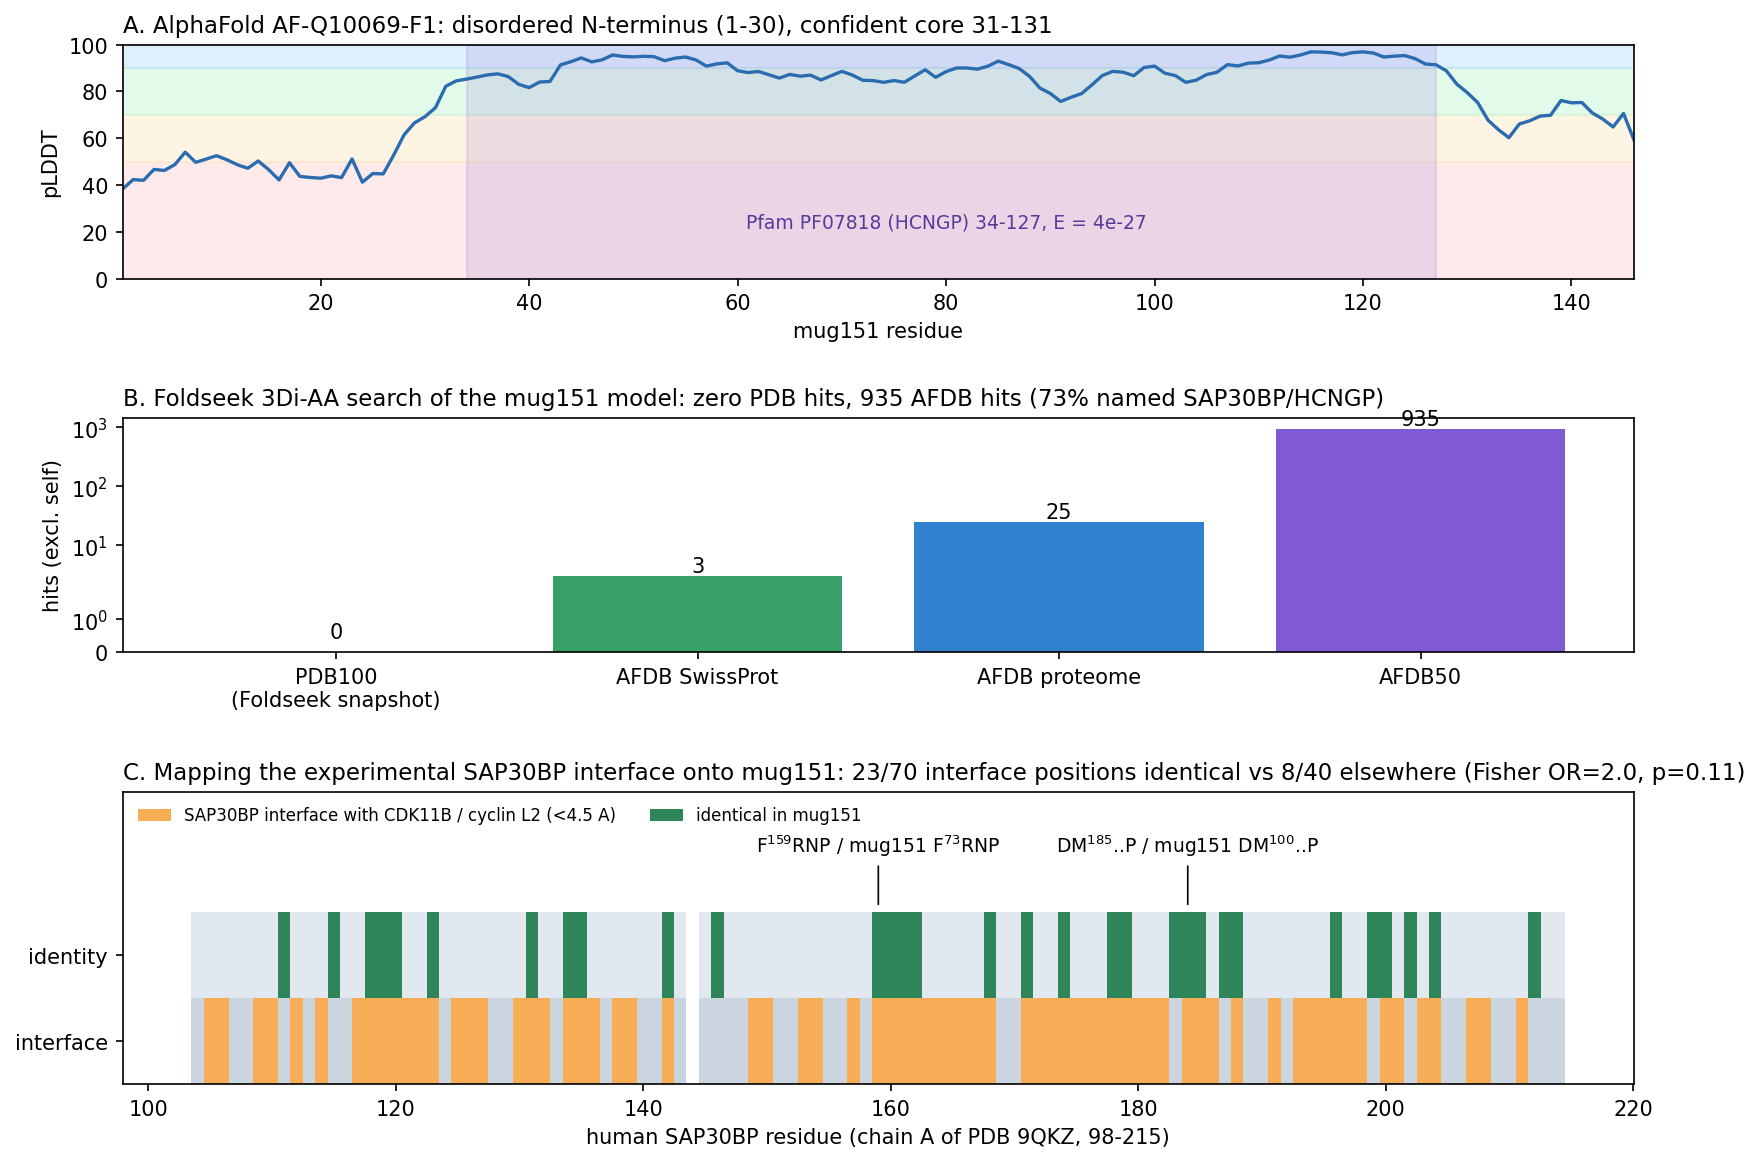 A. AlphaFold AF-Q10069-F1: disordered N-terminus (1-30), confident core 31-131
100
80
60
40
20
0
pLDDT
Pfam PF07818 (HCNGP) 34-127, E = 4e-27
20 40 60 80 100 120 140
mug151 residue
B. Foldseek 3Di-AA search of the mug151 model: zero PDB hits, 935 AFDB hits (73% named SAP30BP/HCNGP)
10³
10²
10¹
10⁰
0
hits (excl. self)
0 3 25 935
PDB100 AFDB SwissProt AFDB proteome AFDB50
(Foldseek snapshot)
C. Mapping the experimental SAP30BP interface onto mug151: 23/70 interface positions identical vs 8/40 elsewhere (Fisher OR=2.0, p=0.11)
SAP30BP interface with CDK11B / cyclin L2 (<4.5 A) identical in mug151
F¹⁵⁹RNP / mug151 F⁷³RNP DM¹⁸⁵..P / mug151 DM¹⁰⁰..P
identity
interface
100 120 140 160 180 200 220
human SAP30BP residue (chain A of PDB 9QKZ, 98-215)